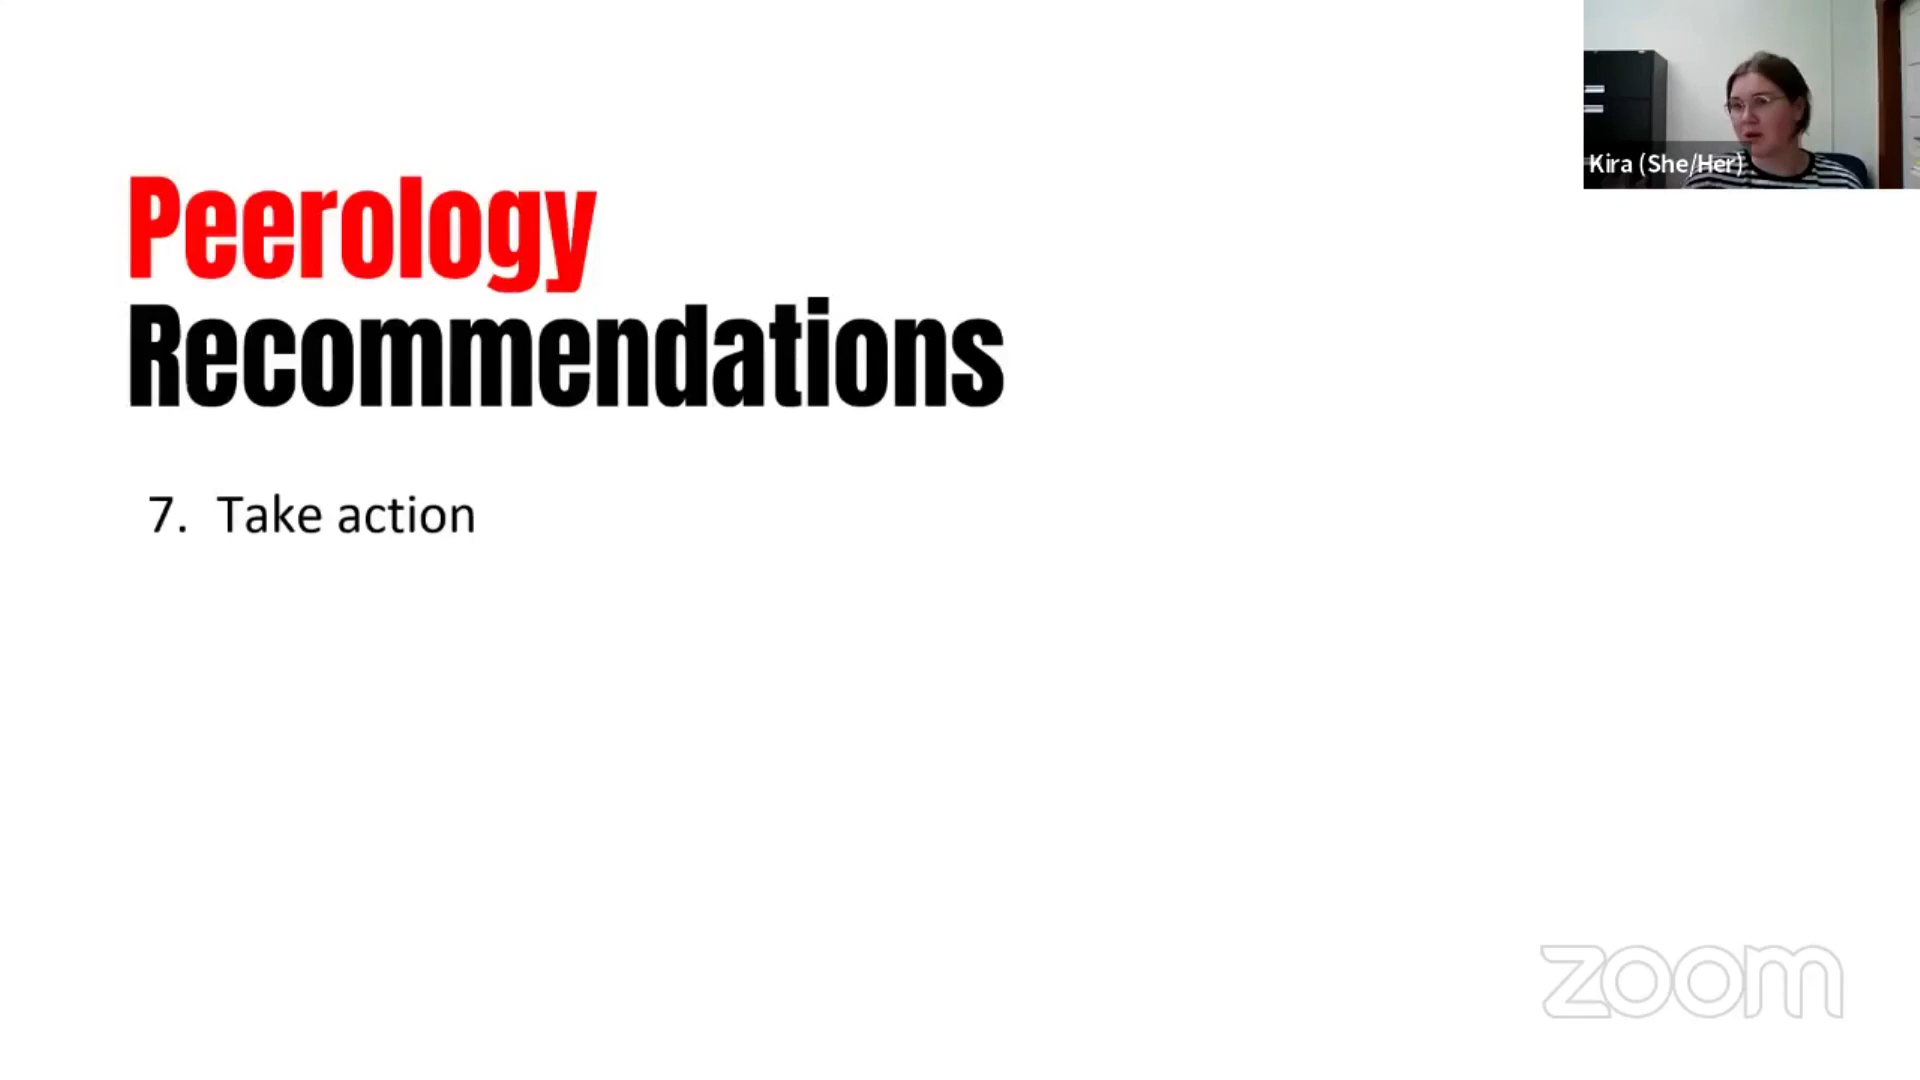 Kira (She/Her)
Peerology
Recommendations
7. Take action
zoom